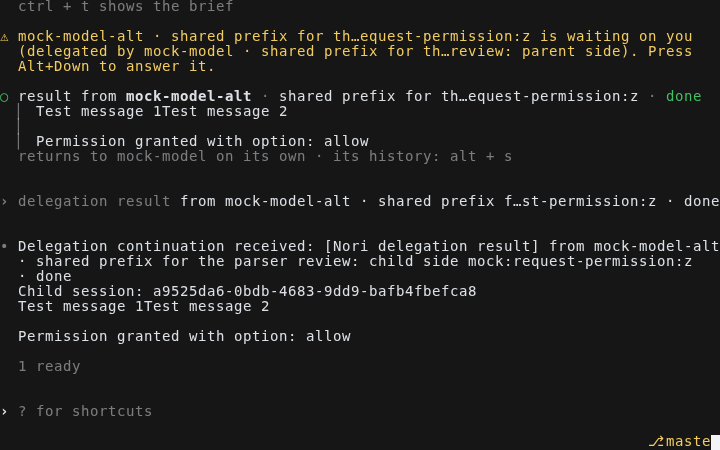 ctrl + t shows the brief
⚠ mock-model-alt · shared prefix for th…equest-permission:z is waiting on you
(delegated by mock-model · shared prefix for th…review: parent side). Press
Alt+Down to answer it.
○ result from mock-model-alt · shared prefix for th…equest-permission:z · done
│ Test message 1Test message 2
│
│ Permission granted with option: allow
returns to mock-model on its own · its history: alt + s
› delegation result from mock-model-alt · shared prefix f…st-permission:z · done
• Delegation continuation received: [Nori delegation result] from mock-model-alt
· shared prefix for the parser review: child side mock:request-permission:z
· done
Child session: a9525da6-0bdb-4683-9dd9-bafb4fbefca8
Test message 1Test message 2
Permission granted with option: allow
1 ready
› ? for shortcuts
⎇maste